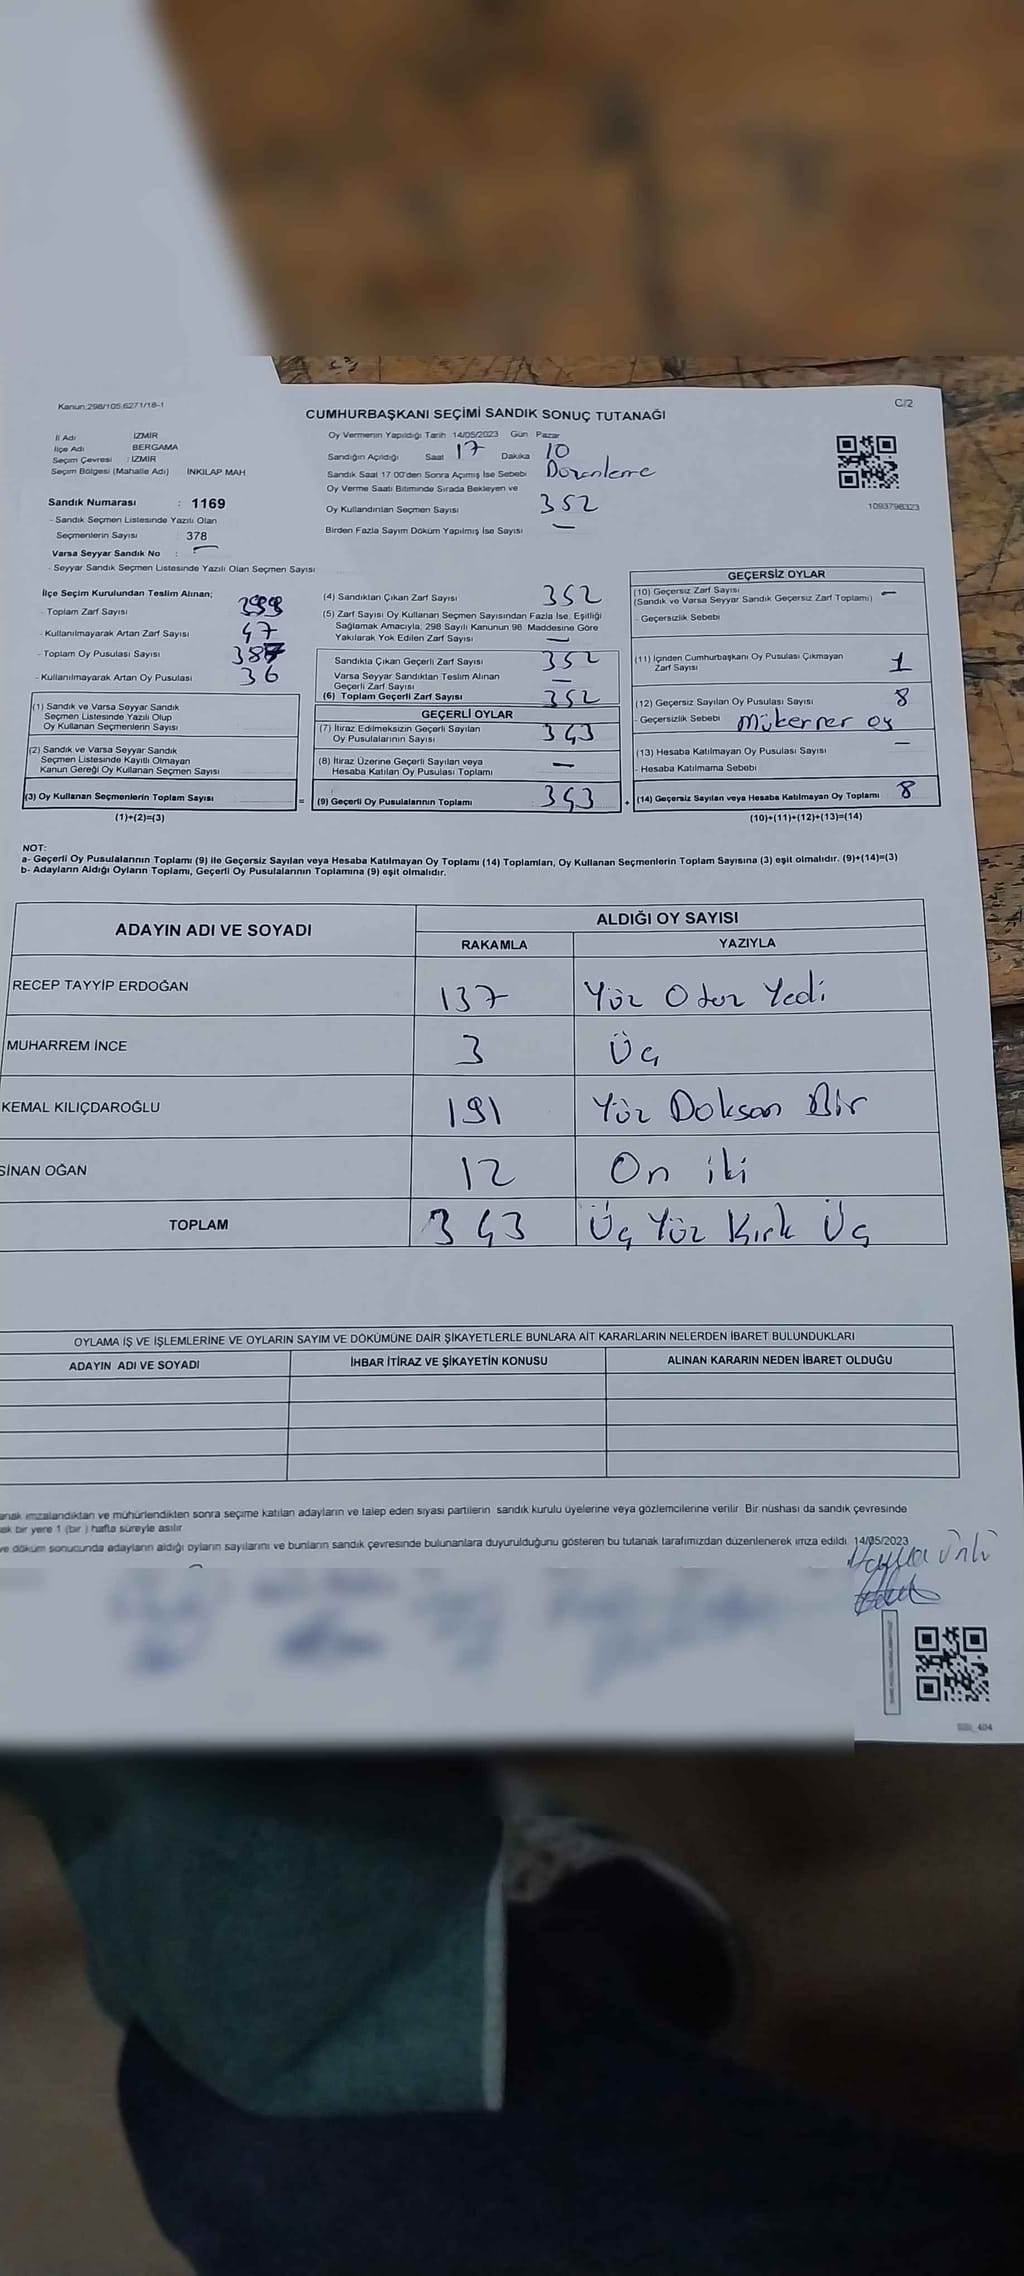 Kanun:298/105,6271/18-1
CUMHURBAŞKANI SEÇİMİ SANDIK SONUÇ TUTANAĞI
C/2
İl Adı İZMİR
İlçe Adı BERGAMA
Seçim Çevresi : İZMİR
Seçim Bölgesi (Mahalle Adı) İNKILAP MAH
Oy Vermenin Yapıldığı Tarih 14/05/2023 Gün Pazar
Sandığın Açıldığı Saat 17 Dakika 10
Sandık Saat 17:00'den Sonra Açımış İse Sebebi Düzenleme
Oy Verme Saati Bitiminde Sırada Bekleyen ve
Oy Kullandırılan Seçmen Sayısı 352
Birden Fazla Sayım Döküm Yapılmış İse Sayısı —
1093798323
Sandık Numarası : 1169
- Sandık Seçmen Listesinde Yazılı Olan
Seçmenlerin Sayısı 378
Varsa Seyyar Sandık No : —
- Seyyar Sandık Seçmen Listesinde Yazılı Olan Seçmen Sayısı
İlçe Seçim Kurulundan Teslim Alınan;
- Toplam Zarf Sayısı
- Kullanılmayarak Artan Zarf Sayısı 47
- Toplam Oy Pusulası Sayısı
- Kullanılmayarak Artan Oy Pusulası 36
(1) Sandık ve Varsa Seyyar Sandık
Seçmen Listesinde Yazılı Olup
Oy Kullanan Seçmenlerin Sayısı
(2) Sandık ve Varsa Seyyar Sandık
Seçmen Listesinde Kayıtlı Olmayan
Kanun Gereği Oy Kullanan Seçmen Sayısı
(3) Oy Kullanan Seçmenlerin Toplam Sayısı
(1)+(2)=(3)
(4) Sandıktan Çıkan Zarf Sayısı 352
(5) Zarf Sayısı Oy Kullanan Seçmen Sayısından Fazla İse, Eşitliği
Sağlamak Amacıyla, 298 Sayılı Kanunun 98. Maddesine Göre
Yakılarak Yok Edilen Zarf Sayısı —
Sandıkta Çıkan Geçerli Zarf Sayısı 352
Varsa Seyyar Sandıktan Teslim Alınan
Geçerli Zarf Sayısı —
(6) Toplam Geçerli Zarf Sayısı 352
GEÇERLİ OYLAR
(7) İtiraz Edilmeksizin Geçerli Sayılan
Oy Pusulalarının Sayısı 343
(8) İtiraz Üzerine Geçerli Sayılan veya
Hesaba Katılan Oy Pusulası Toplamı —
= (9) Geçerli Oy Pusulalarının Toplamı 343
GEÇERSİZ OYLAR
(10) Geçersiz Zarf Sayısı —
(Sandık ve Varsa Seyyar Sandık Geçersiz Zarf Toplamı)
- Geçersizlik Sebebi
(11) İçinden Cumhurbaşkanı Oy Pusulası Çıkmayan
Zarf Sayısı 1
(12) Geçersiz Sayılan Oy Pusulası Sayısı 8
- Geçersizlik Sebebi Mükerrer oy
(13) Hesaba Katılmayan Oy Pusulası Sayısı —
- Hesaba Katılmama Sebebi
+ (14) Geçersiz Sayılan veya Hesaba Katılmayan Oy Toplamı 8
(10)+(11)+(12)+(13)=(14)
NOT:
a- Geçerli Oy Pusulalarının Toplamı (9) ile Geçersiz Sayılan veya Hesaba Katılmayan Oy Toplamı (14) Toplamları, Oy Kullanan Seçmenlerin Toplam Sayısına (3) eşit olmalıdır. (9)+(14)=(3)
b- Adayların Aldığı Oyların Toplamı, Geçerli Oy Pusulalarının Toplamına (9) eşit olmalıdır.
ADAYIN ADI VE SOYADI ALDIĞI OY SAYISI
RAKAMLA YAZIYLA
RECEP TAYYİP ERDOĞAN 137 Yüz Otuz Yedi
MUHARREM İNCE 3 Üç
KEMAL KILIÇDAROĞLU 191 Yüz Doksan Bir
SİNAN OĞAN 12 On iki
TOPLAM 343 Üç Yüz Kırk Üç
OYLAMA İŞ VE İŞLEMLERİNE VE OYLARIN SAYIM VE DÖKÜMÜNE DAİR ŞİKAYETLERLE BUNLARA AİT KARARLARIN NELERDEN İBARET BULUNDUKLARI
ADAYIN ADI VE SOYADI İHBAR İTİRAZ VE ŞİKAYETİN KONUSU ALINAN KARARIN NEDEN İBARET OLDUĞU
anak imzalandıktan ve mühürlendikten sonra seçime katılan adayların ve talep eden siyasi partilerin sandık kurulu üyelerine veya gözlemcilerine verilir. Bir nüshası da sandık çevresinde
ak bir yere 1 (bir ) hafta süreyle asılır
ve döküm sonucunda adayların aldığı oyların sayılarını ve bunların sandık çevresinde bulunanlara duyurulduğunu gösteren bu tutanak tarafımızdan düzenlenerek imza edildi. 14/05/2023